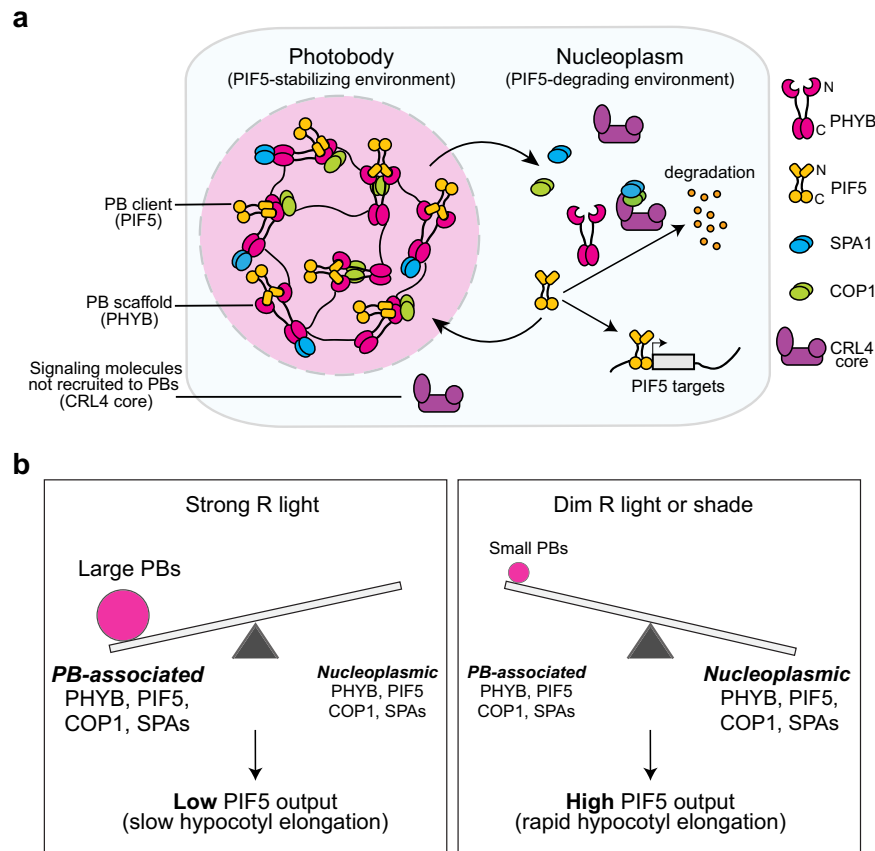 a
Photobody
(PIF5-stabilizing environment)
Nucleoplasm
(PIF5-degrading environment)
PB client
(PIF5)
PB scaffold
(PHYB)
Signaling molecules
not recruited to PBs
(CRL4 core)
degradation
PIF5 targets
N
C
PHYB
N
C
PIF5
SPA1
COP1
CRL4
core
b
Strong R light
Large PBs
PB-associated
PHYB, PIF5,
COP1, SPAs
Nucleoplasmic
PHYB, PIF5
COP1, SPAs
Low PIF5 output
(slow hypocotyl elongation)
Dim R light or shade
Small PBs
PB-associated
PHYB, PIF5
COP1, SPAs
Nucleoplasmic
PHYB, PIF5,
COP1, SPAs
High PIF5 output
(rapid hypocotyl elongation)